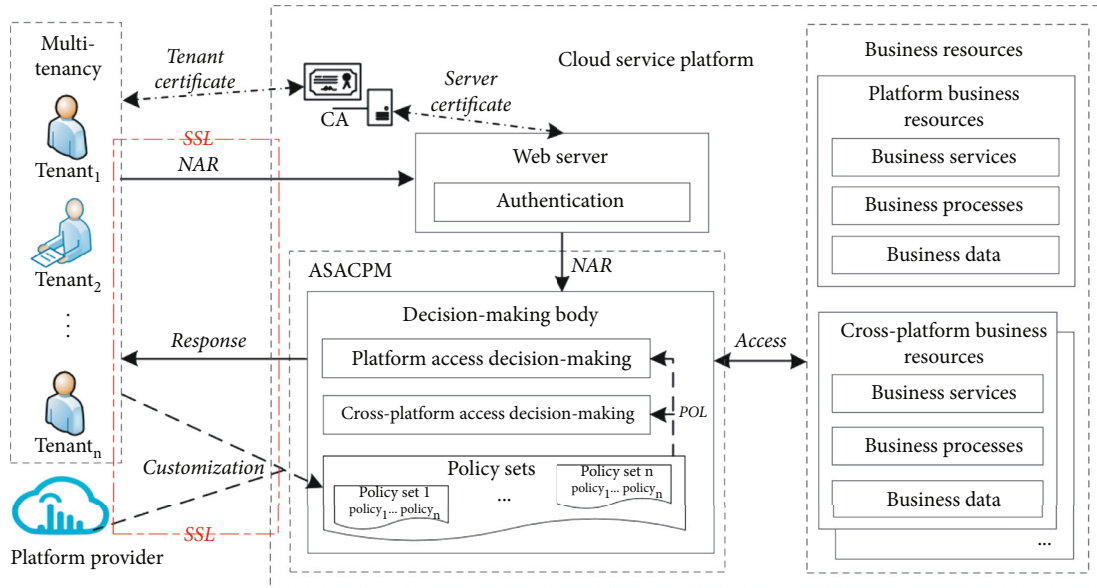 Multi-
tenancy
Tenant1
Tenant2
⋮
Tenantn
Platform provider
Tenant
certificate
CA
Server
certificate
SSL
NAR
Response
Customization
SSL
Cloud service platform
Web server
Authentication
NAR
ASACPM
Decision-making body
Platform access decision-making
Cross-platform access decision-making
POL
Policy sets
Policy set 1
policy1... policyn
...
Policy set n
policy1... policyn
Access
Business resources
Platform business
resources
Business services
Business processes
Business data
Cross-platform business
resources
Business services
Business processes
Business data
...